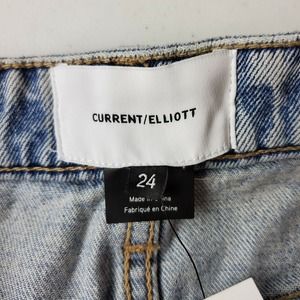 CURRENT/ELLIOTT
24
Made in China
Fabriqué en Chine